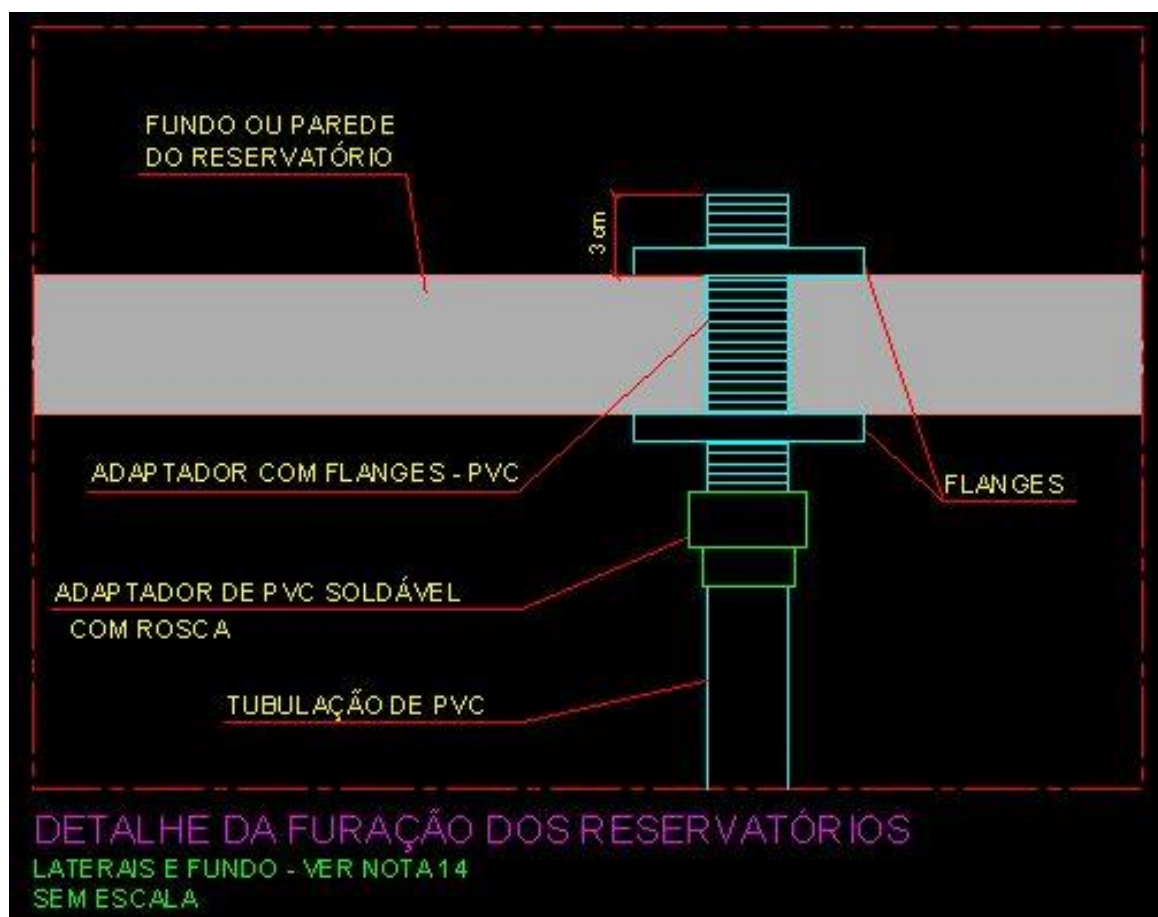 FUNDO OU PAREDE
DO RESERVATÓRIO
3 cm
ADAPTADOR COM FLANGES - PVC
FLANGES
ADAPTADOR DE PVC SOLDÁVEL
COM ROSCA
TUBULAÇÃO DE PVC
DETALHE DA FURAÇÃO DOS RESERVATÓRIOS
LATERAIS E FUNDO - VER NOTA 14
SEM ESCALA